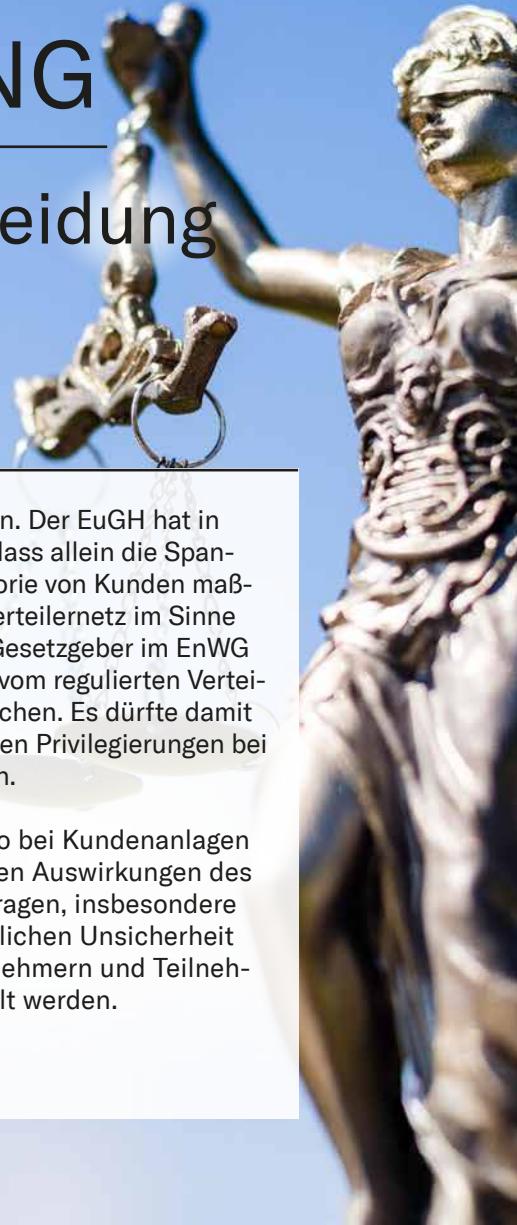 NG
eidung
n. Der EuGH hat in
lass allein die Span-
orie von Kunden maß-
erteilernetz im Sinne
Gesetzgeber im EnWG
vom regulierten Vertei-
chen. Es dürfte damit
en Privilegierungen bei
n.
o bei Kundenanlagen
en Auswirkungen des
ragen, insbesondere
lichen Unsicherheit
ehmern und Teilneh-
lt werden.